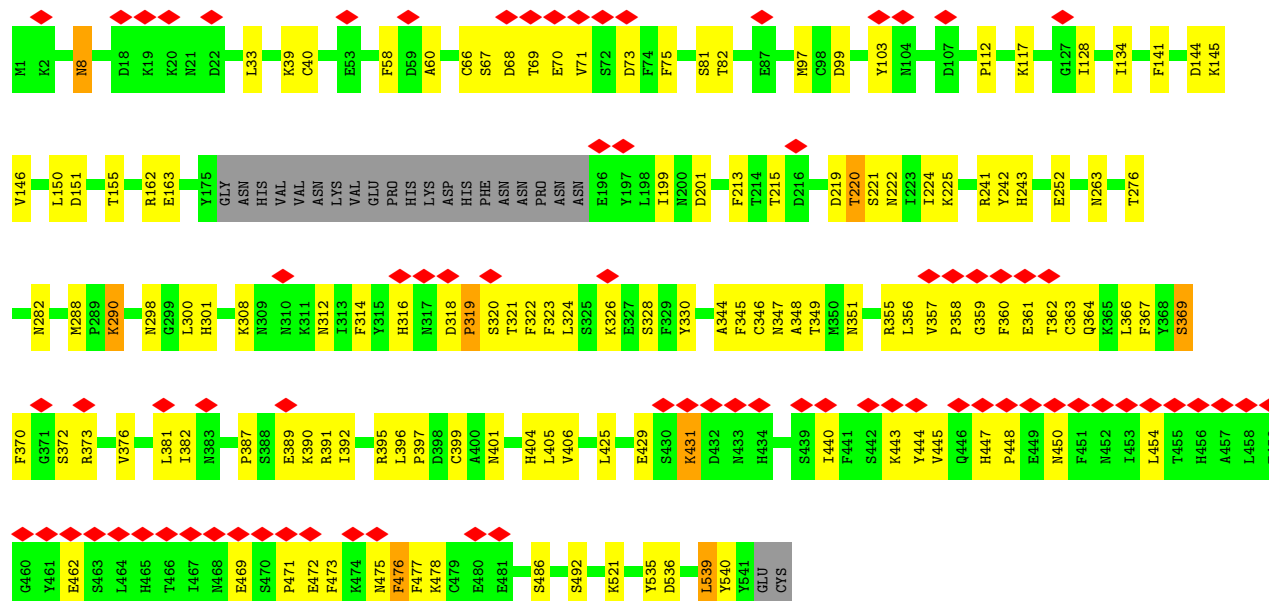 M1 K2 N8 D18 K19 K20 N21 D22 L33 K39 C40 E53 F58 D59 A60 C66 S67 D68 T69 E70 V71 S72 D73 F74 F75 S81 T82 E87 M97 C98 D99 Y103 N104 D107 P112 K117 G127 I128 I134 F141 D144 K145
V146 L150 D151 T155 R162 E163 Y175 GLY ASN HIS VAL VAL ASN LYS VAL GLU PRO HIS LYS ASP HIS PHE ASN ASN PRO ASN ASN E196 Y197 L198 I199 N200 D201 F213 T214 T215 D216 D219 T220 S221 N222 I223 I224 K225 R241 Y242 H243 E252 N263 T276
N282 M288 P289 K290 N298 G299 L300 H301 K308 N309 N310 K311 N312 I313 F314 Y315 H316 N317 D318 P319 S320 T321 F322 F323 L324 S325 K326 E327 S328 F329 Y330 A344 F345 C346 N347 A348 T349 M350 N351 R355 L356 V357 P358 G359 F360 E361 T362 C363 Q364 K365 L366 F367 Y368 S369
F370 G371 S372 R373 V376 L381 I382 N383 P387 S388 E389 K390 R391 I392 R395 L396 P397 D398 C399 A400 N401 H404 L405 V406 L425 E429 S430 K431 D432 N433 H434 S439 I440 F441 S442 K443 Y444 V445 Q446 H447 P448 E449 N450 F451 N452 I453 L454 T455 H456 A457 L458
G460 Y461 E462 S463 L464 H465 T466 I467 N468 E469 S470 P471 E472 F473 K474 N475 F476 F477 K478 C479 E480 E481 S486 S492 K521 Y535 D536 L539 Y540 Y541 GLU CYS